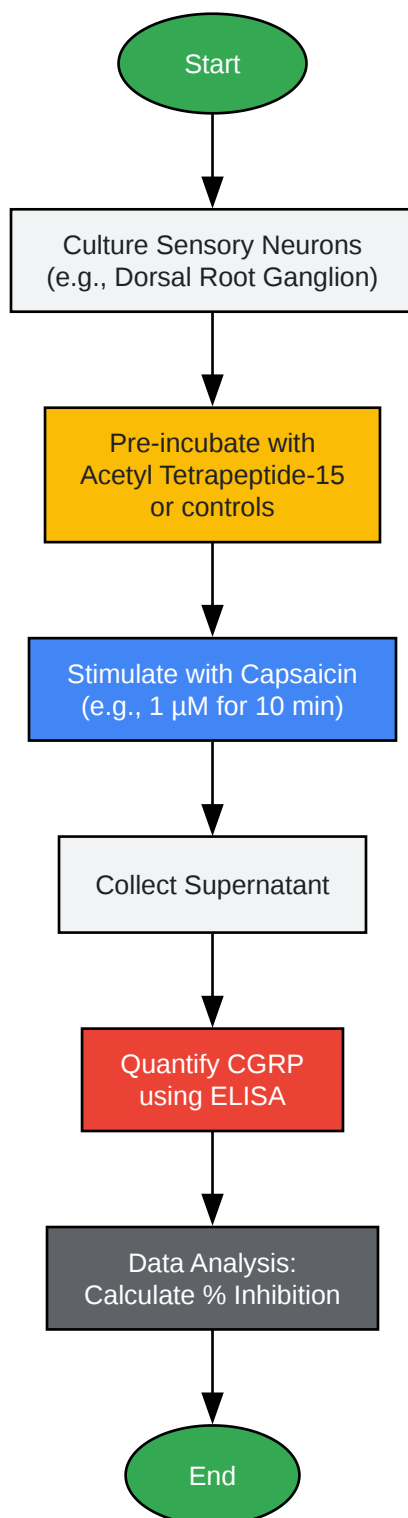 Start
Culture Sensory Neurons
(e.g., Dorsal Root Ganglion)
Pre-incubate with
Acetyl Tetrapeptide-15
or controls
Stimulate with Capsaicin
(e.g., 1 µM for 10 min)
Collect Supernatant
Quantify CGRP
using ELISA
Data Analysis:
Calculate % Inhibition
End